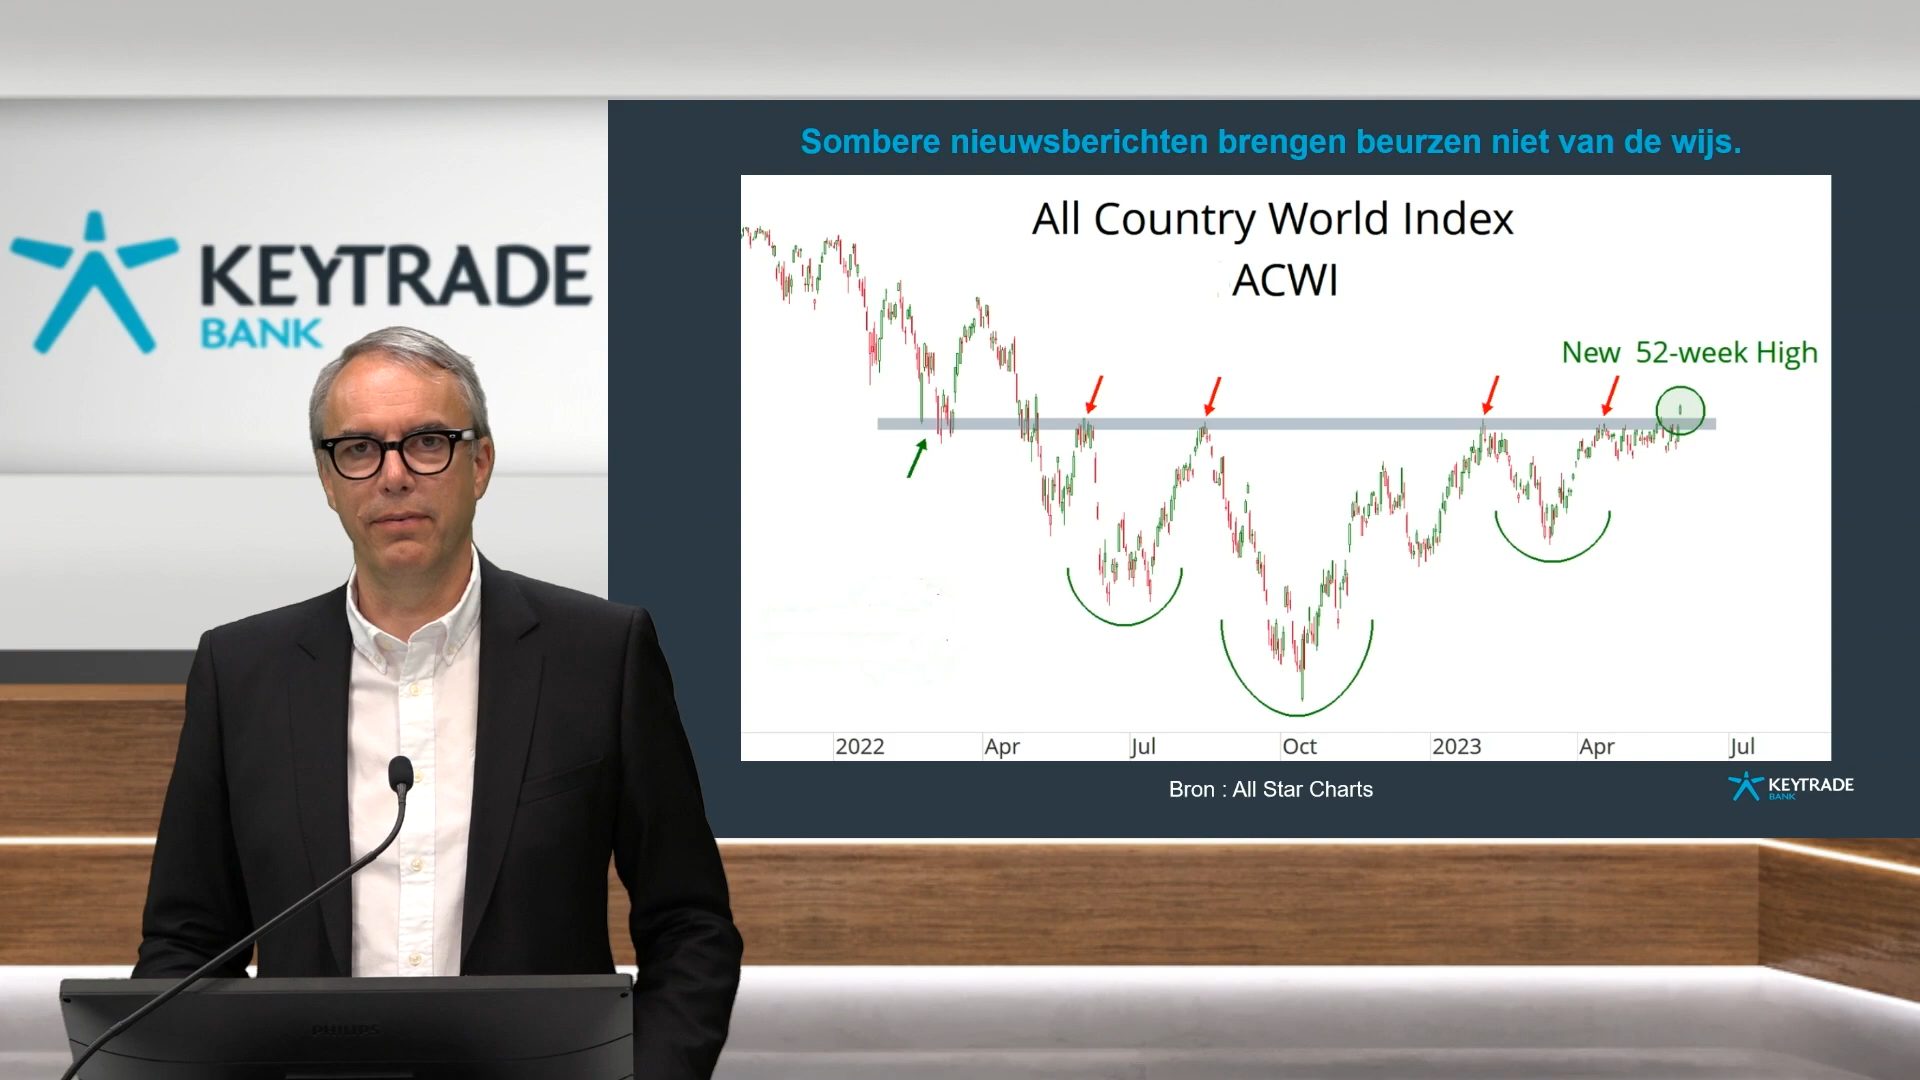 KEYTRADE
BANK
Sombere nieuwsberichten brengen beurzen niet van de wijs.
All Country World Index
ACWI
New 52-week High
2022 Apr Jul Oct 2023 Apr Jul
Bron : All Star Charts
KEYTRADE
BANK
PHILIPS